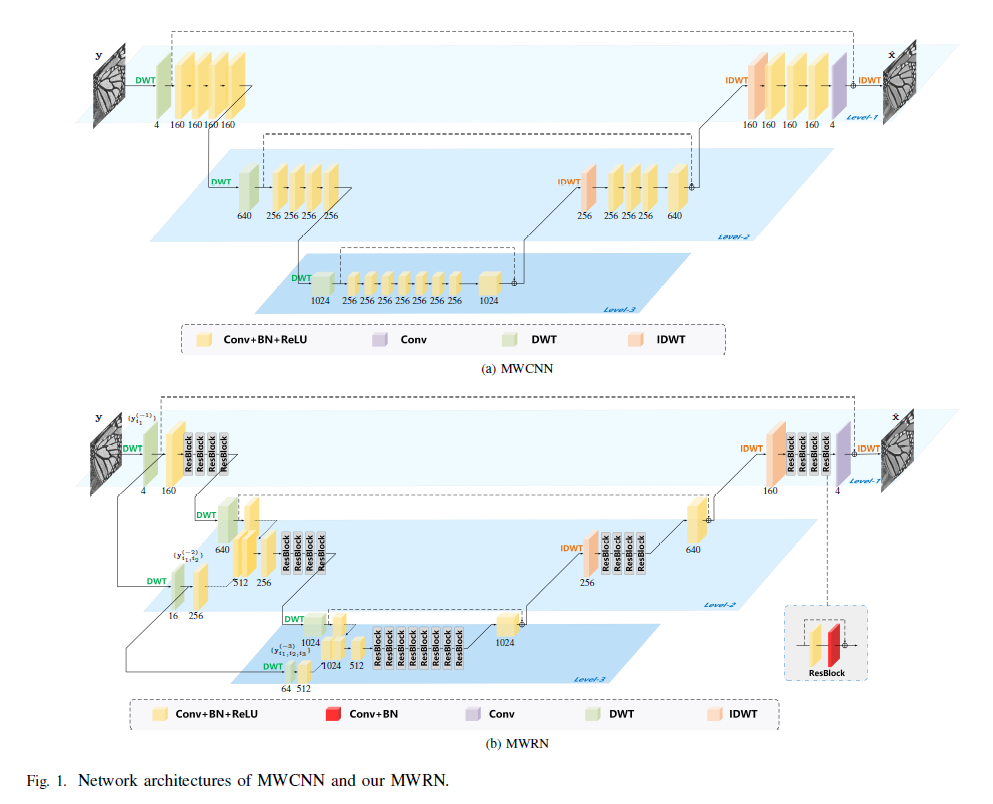 y
x̂
DWT
IDWT
IDWT
4 160 160 160 160
160 160 160 160 4
Level-1
DWT
IDWT
640 256 256 256 256
256 256 256 256 640
Level-2
DWT
1024 256 256 256 256 256 256 256 1024
Level-3
Conv+BN+ReLU Conv DWT IDWT
(a) MWCNN
y
{y_{i_1}^{(-1)}}
x̂
DWT
ResBlock ResBlock ResBlock ResBlock
IDWT
ResBlock ResBlock ResBlock ResBlock
IDWT
4 160
160 4
Level-1
DWT
640
640
{y_{i_1,i_2}^{(-2)}}
ResBlock ResBlock ResBlock ResBlock
IDWT
ResBlock ResBlock ResBlock ResBlock
DWT
512 256
256
16 256
Level-2
DWT
1024
1024
{y_{i_1,i_2,i_3}^{(-3)}}
ResBlock ResBlock ResBlock ResBlock ResBlock ResBlock ResBlock
DWT
1024 512
64 512
Level-3
ResBlock
Conv+BN+ReLU Conv+BN Conv DWT IDWT
(b) MWRN
Fig. 1. Network architectures of MWCNN and our MWRN.